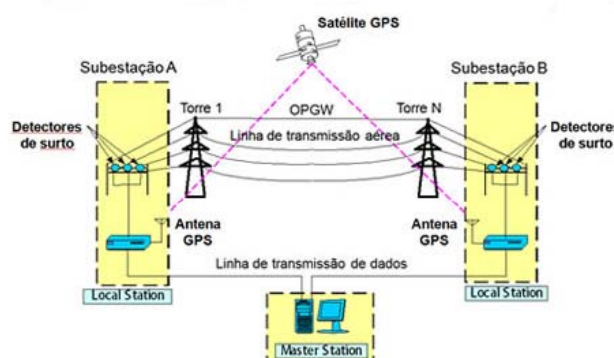 Satélite GPS
Subestação A
Subestação B
Torre 1
OPGW
Torre N
Detectores
de surto
Linha de transmissão aérea
Detectores
de surto
Antena
GPS
Antena
GPS
Linha de transmissão de dados
Local Station
Local Station
Master Station